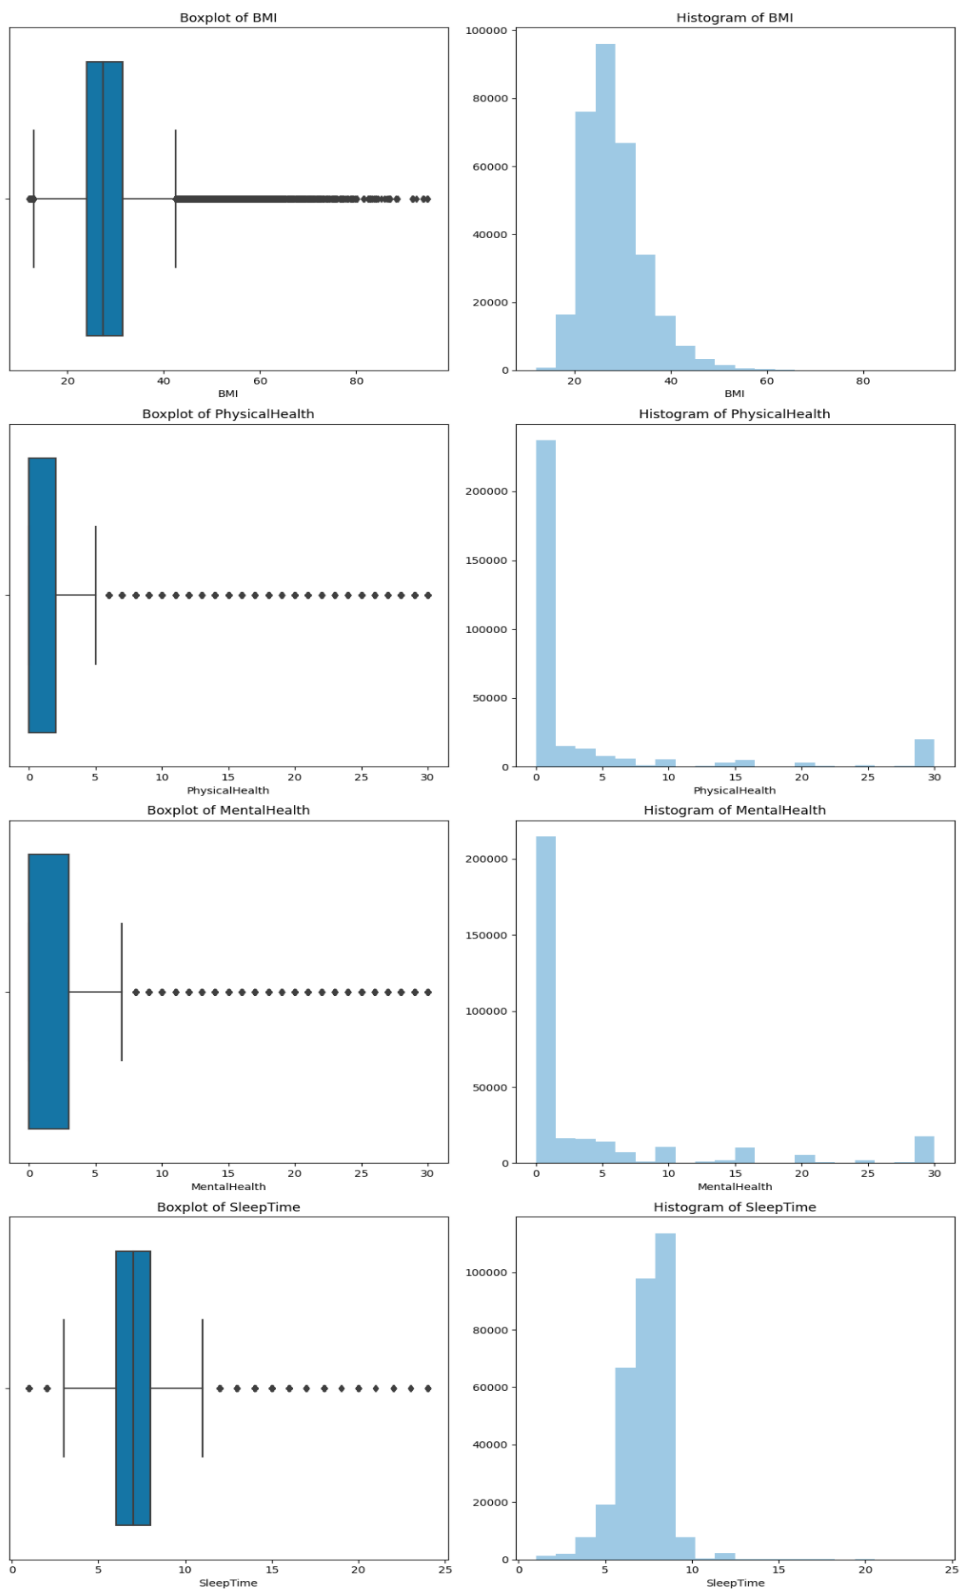 Boxplot of BMI
20 40 60 80
BMI
Histogram of BMI
100000
80000
60000
40000
20000
0
20 40 60 80
BMI
Boxplot of PhysicalHealth
0 5 10 15 20 25 30
PhysicalHealth
Histogram of PhysicalHealth
200000
150000
100000
50000
0
0 5 10 15 20 25 30
PhysicalHealth
Boxplot of MentalHealth
0 5 10 15 20 25 30
MentalHealth
Histogram of MentalHealth
200000
150000
100000
50000
0
0 5 10 15 20 25 30
MentalHealth
Boxplot of SleepTime
0 5 10 15 20 25
SleepTime
Histogram of SleepTime
100000
80000
60000
40000
20000
0
0 5 10 15 20 25
SleepTime